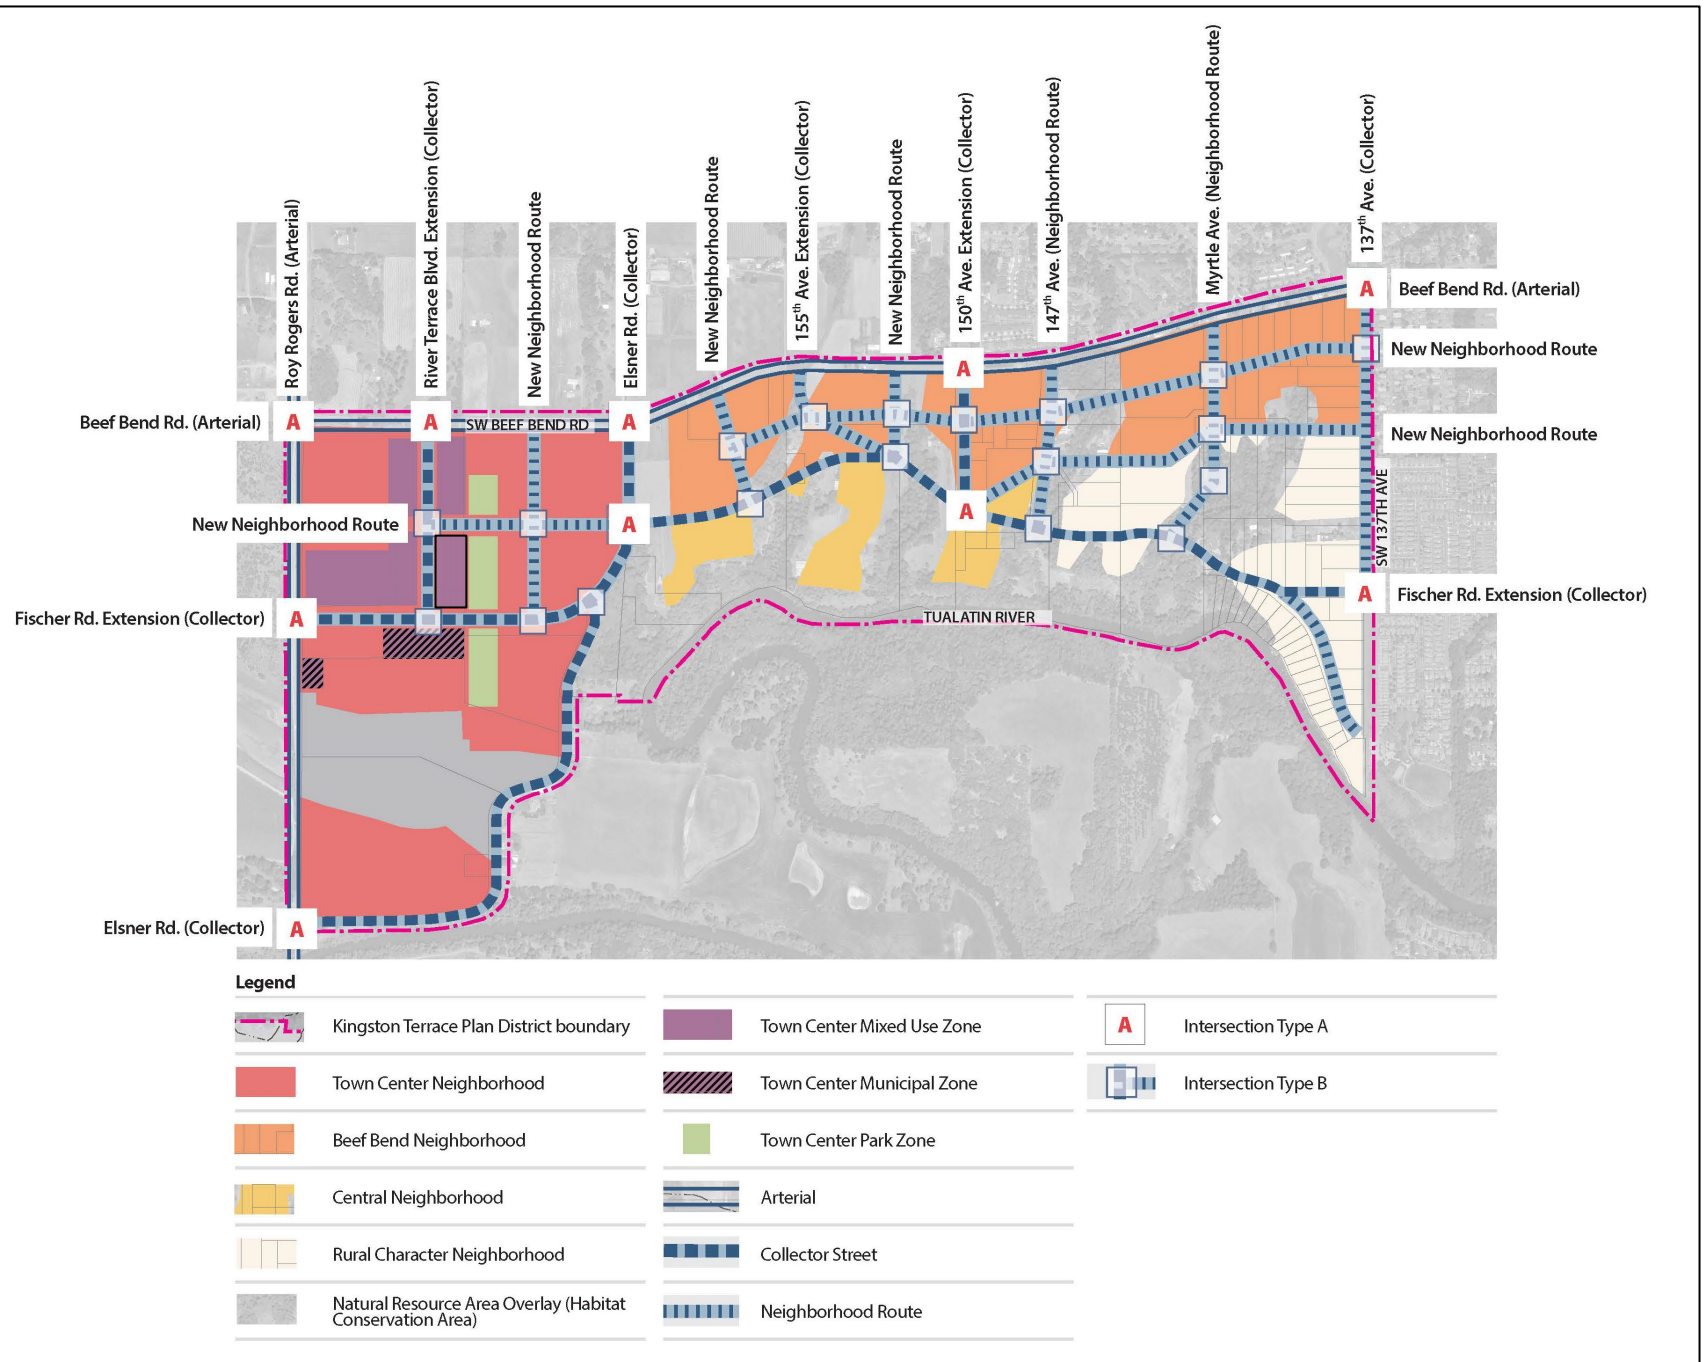 Roy Rogers Rd. (Arterial)
River Terrace Blvd. Extension (Collector)
New Neighborhood Route
Elsner Rd. (Collector)
New Neighborhood Route
155th Ave. Extension (Collector)
New Neighborhood Route
150th Ave. Extension (Collector)
147th Ave. (Neighborhood Route)
Myrtle Ave. (Neighborhood Route)
137th Ave. (Collector)
A
Beef Bend Rd. (Arterial)
New Neighborhood Route
A
Beef Bend Rd. (Arterial)
A
A
SW BEEF BEND RD
A
New Neighborhood Route
SW 137TH AVE
New Neighborhood Route
A
A
Fischer Rd. Extension (Collector)
A
TUALATIN RIVER
A
Fischer Rd. Extension (Collector)
Elsner Rd. (Collector)
A
Legend
Kingston Terrace Plan District boundary
Town Center Mixed Use Zone
A
Intersection Type A
Town Center Neighborhood
Town Center Municipal Zone
Intersection Type B
Beef Bend Neighborhood
Town Center Park Zone
Central Neighborhood
Arterial
Rural Character Neighborhood
Collector Street
Natural Resource Area Overlay (Habitat
Conservation Area)
Neighborhood Route